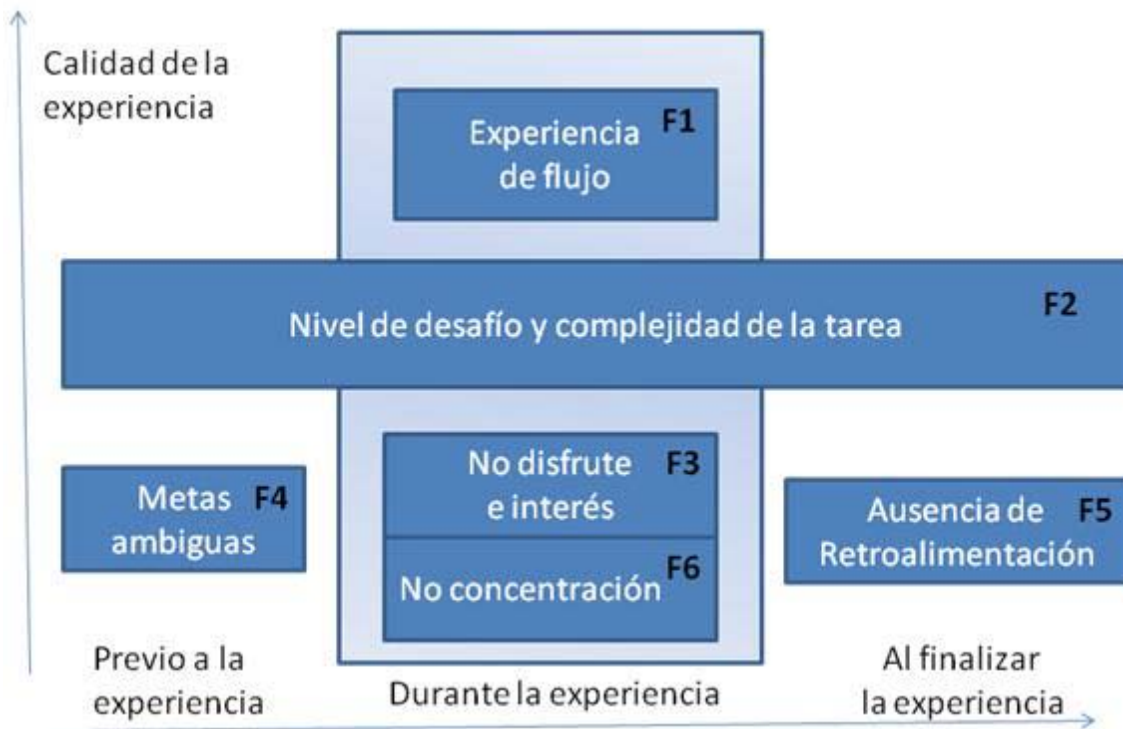 Calidad de la
experiencia
Experiencia F1
de flujo
Nivel de desafío y complejidad de la tarea F2
Metas F4
ambiguas
No disfrute F3
e interés
No concentración F6
Ausencia de F5
Retroalimentación
Previo a la
experiencia
Durante la experiencia
Al finalizar
la experiencia